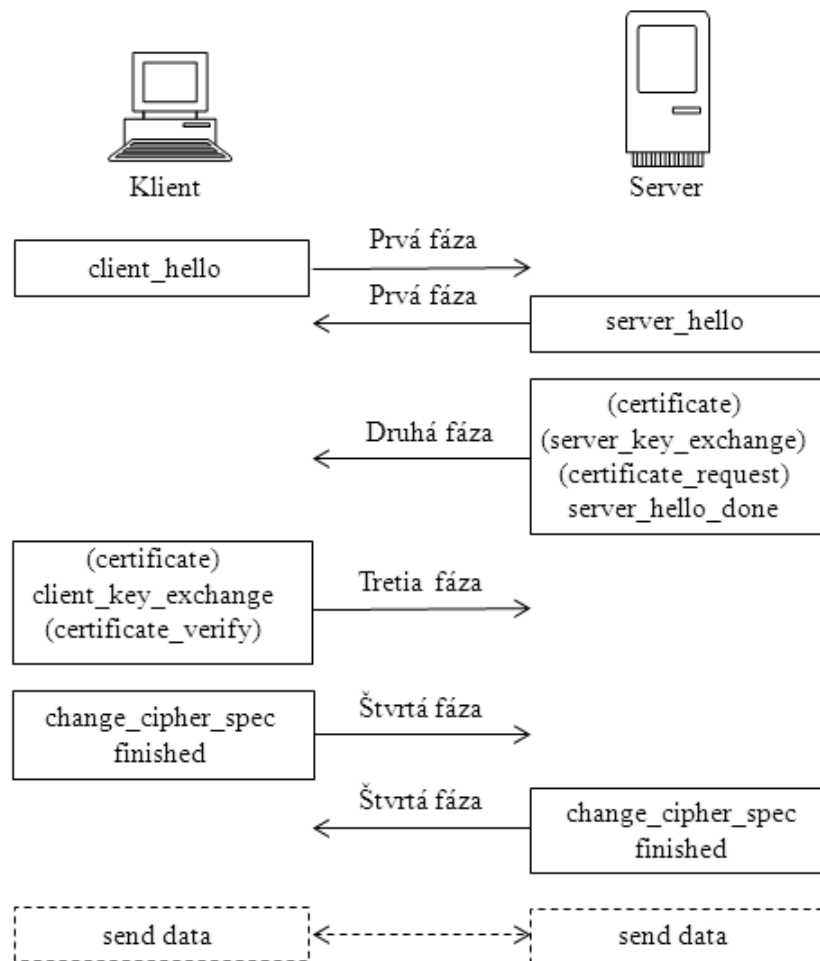 Klient
Server
Prvá fáza
client_hello
Prvá fáza
server_hello
(certificate)
Druhá fáza
(server_key_exchange)
(certificate_request)
server_hello_done
(certificate)
client_key_exchange
Tretia fáza
(certificate_verify)
change_cipher_spec
Štvrtá fáza
finished
Štvrtá fáza
change_cipher_spec
finished
send data
send data